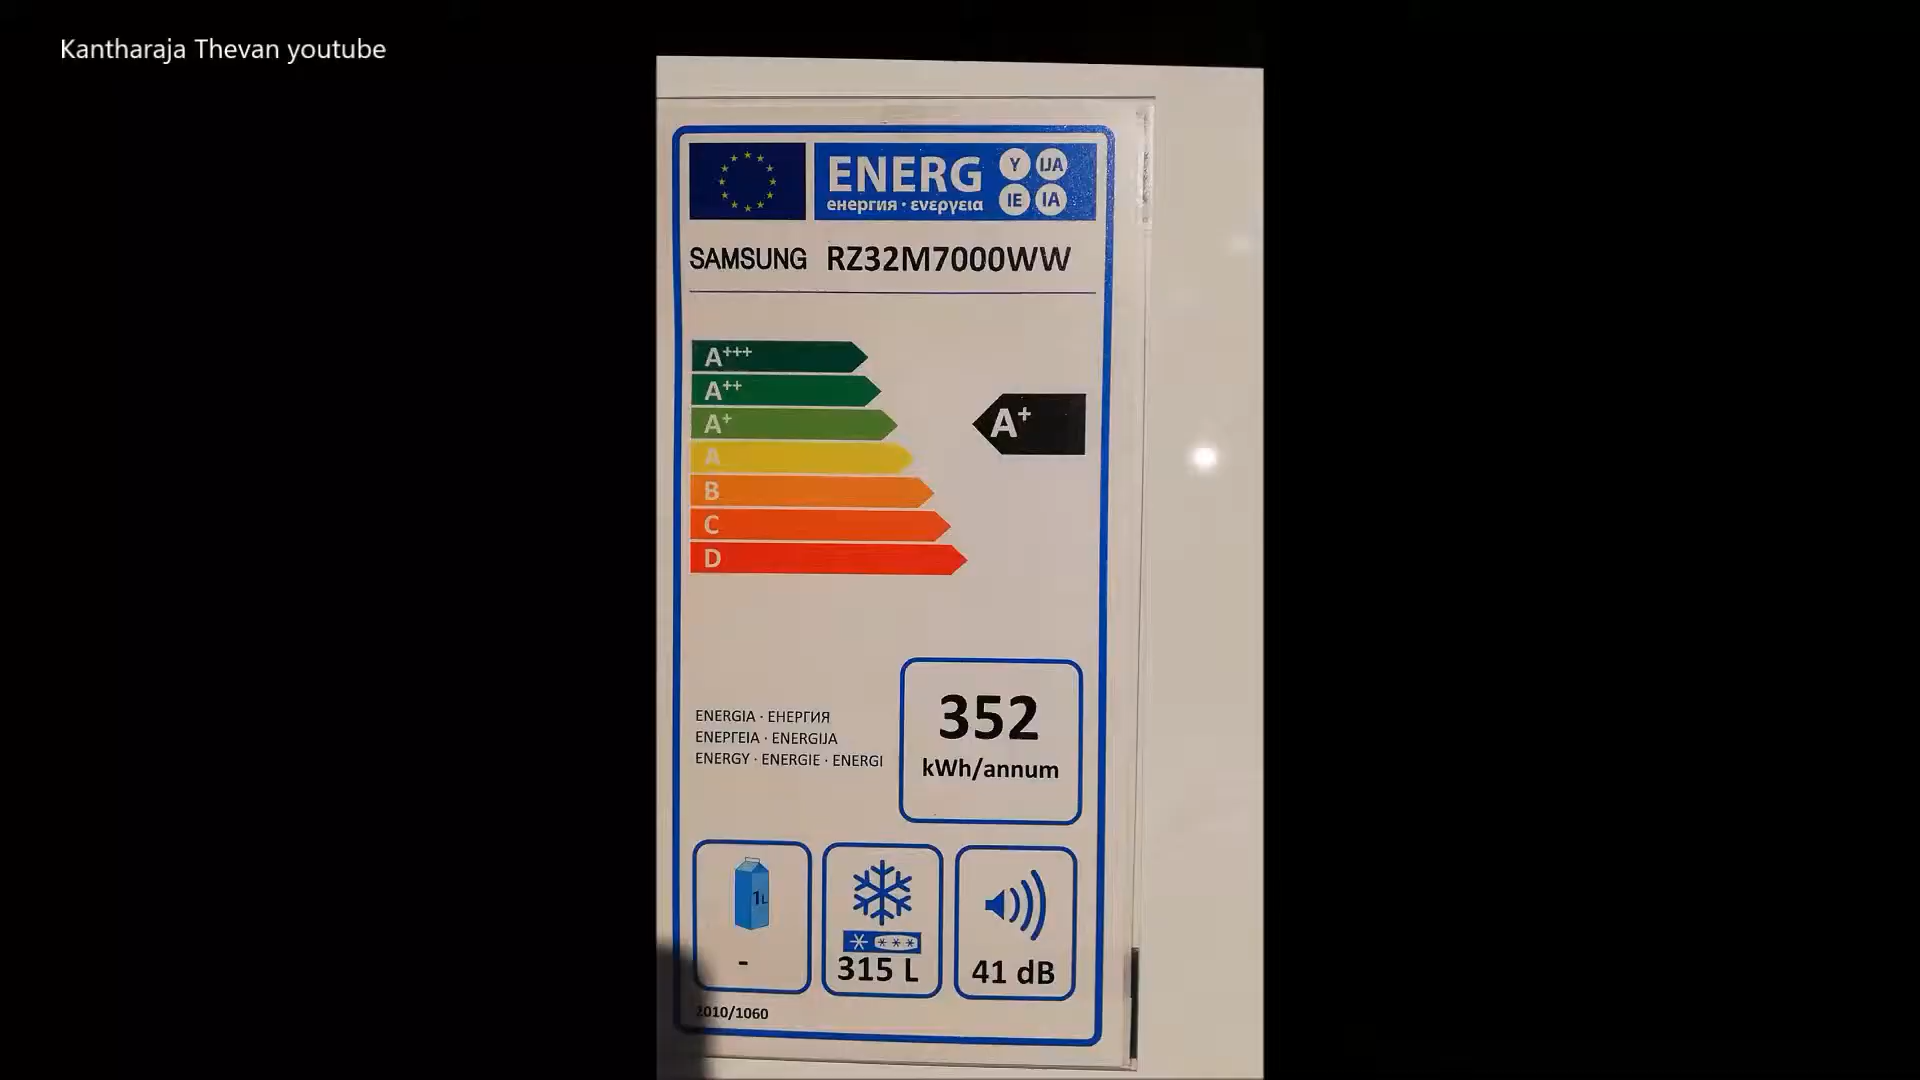 Kantharaja Thevan youtube
ENERG Y IJA
енергия · ενεργεια IE IA
SAMSUNG RZ32M7000WW
A+++
A++
A+
A+
A
B
C
D
352
kWh/annum
ENERGIA · ЕНЕРГИЯ
ΕΝΕΡΓΕΙΑ · ENERGIJA
ENERGY · ENERGIE · ENERGI
1L
-
315 L
41 dB
2010/1060